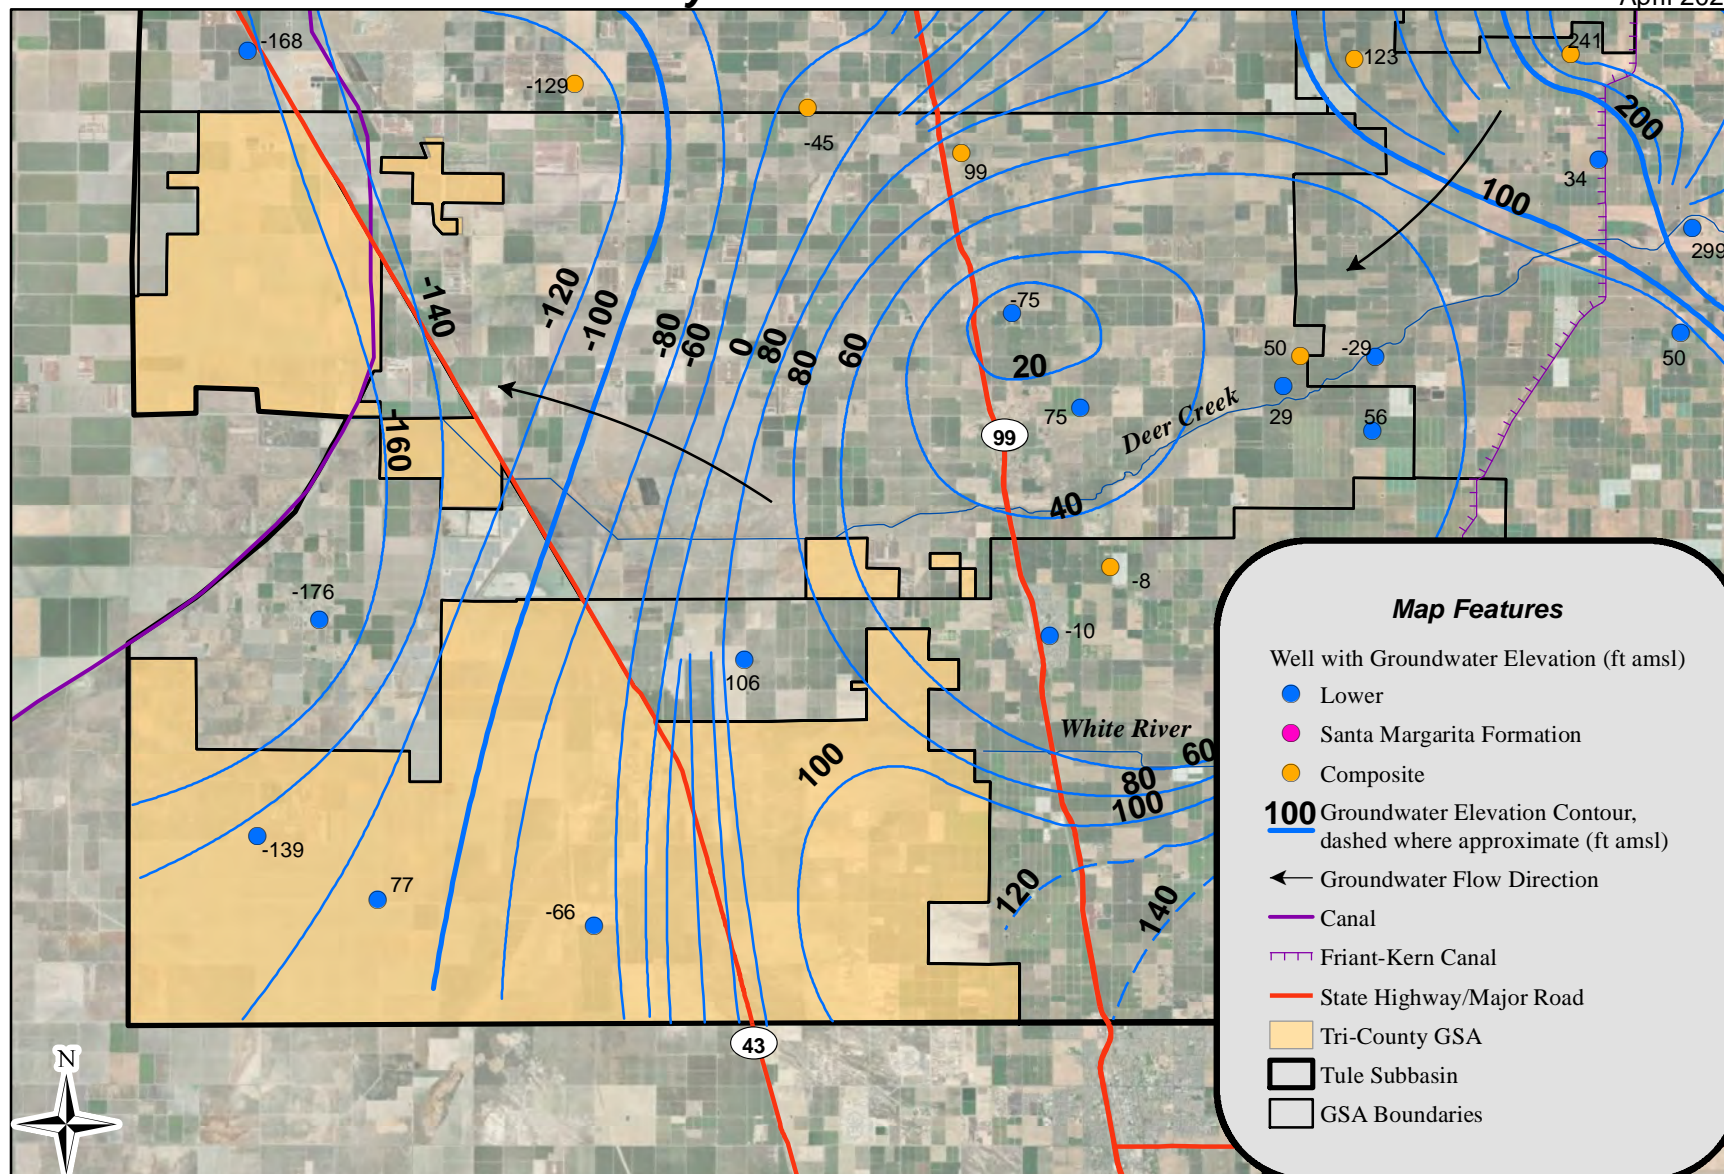 -168
-129
-45
99
123
241
200
34
100
299
50
-140
-120
-100
-80
-60
0
80
80
60
-75
20
75
99
50
-29
29
56
Deer Creek
40
-160
-176
-8
-10
106
White River
60
80
100
100
120
140
-139
77
-66
43
N
Map Features
Well with Groundwater Elevation (ft amsl)
Lower
Santa Margarita Formation
Composite
100 Groundwater Elevation Contour,
dashed where approximate (ft amsl)
Groundwater Flow Direction
Canal
Friant-Kern Canal
State Highway/Major Road
Tri-County GSA
Tule Subbasin
GSA Boundaries